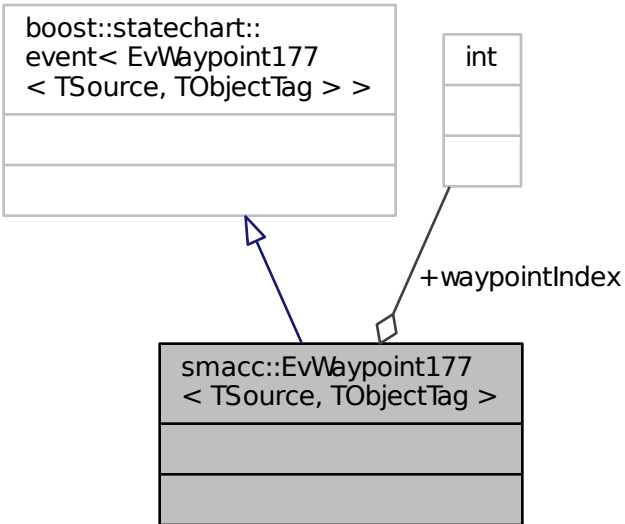 boost::statechart::
event< EvWaypoint177
< TSource, TObjectTag > >
int
+waypointIndex
smacc::EvWaypoint177
< TSource, TObjectTag >